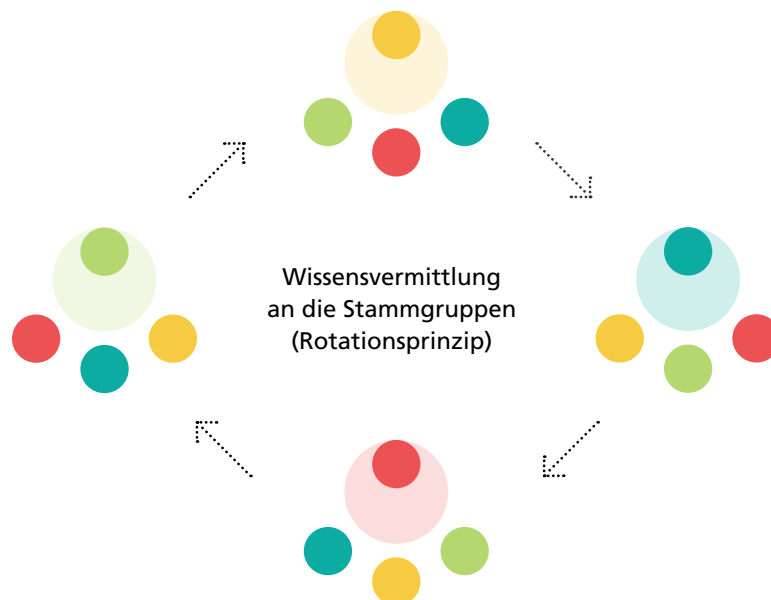 Wissensvermittlung
an die Stammgruppen
(Rotationsprinzip)